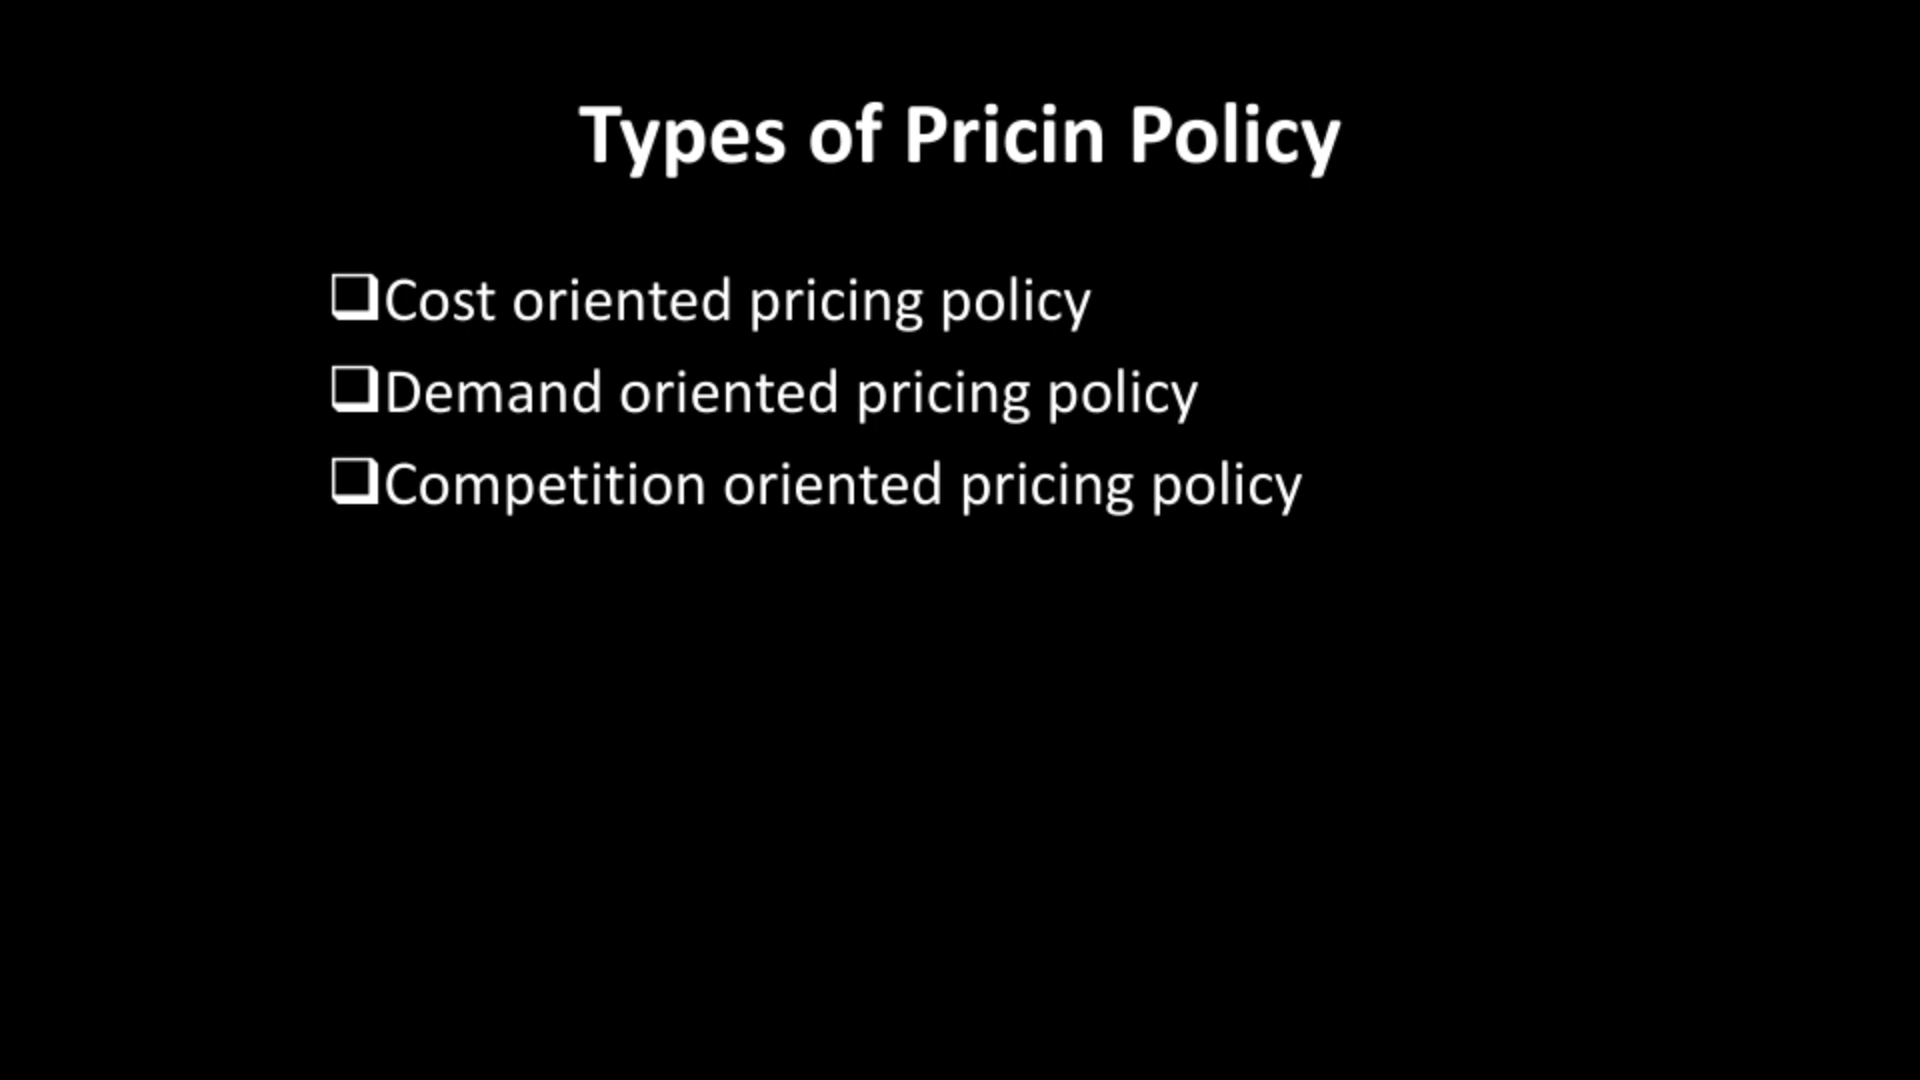 Types of Pricin Policy
❑Cost oriented pricing policy
❑Demand oriented pricing policy
❑Competition oriented pricing policy